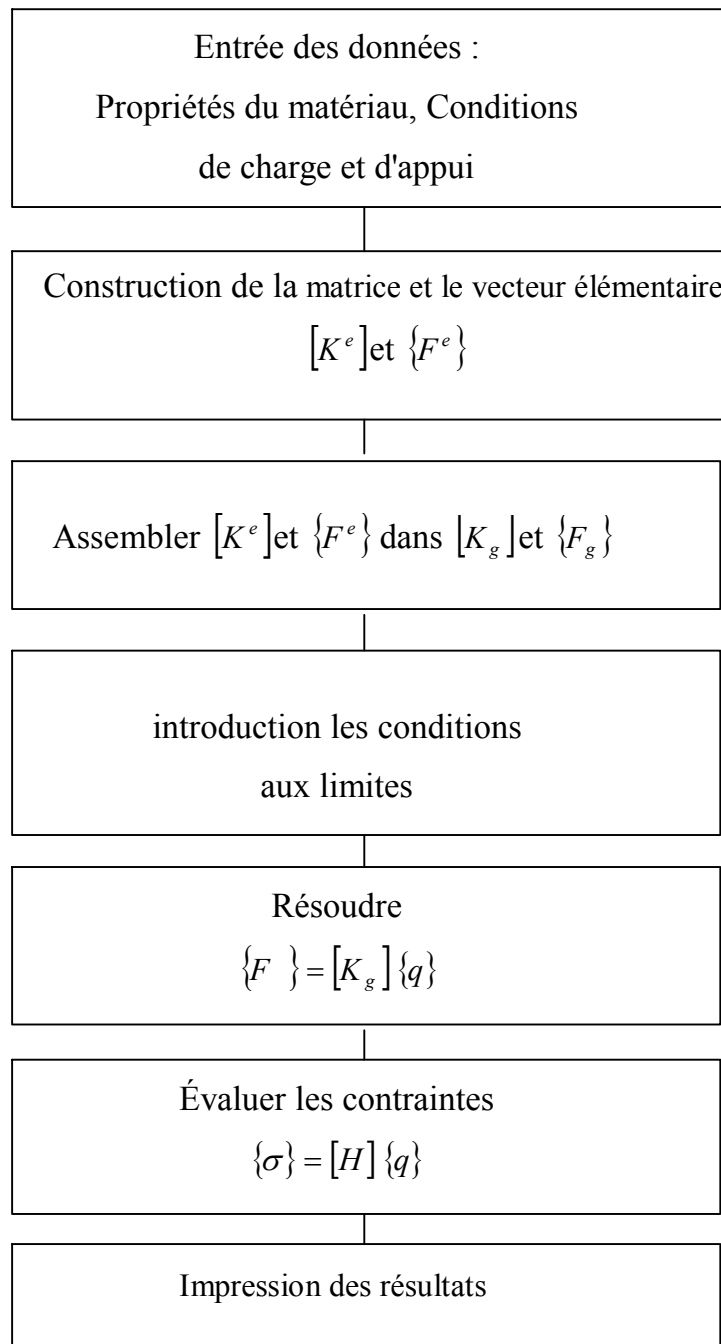 Entrée des données :
Propriétés du matériau, Conditions
de charge et d'appui
Construction de la matrice et le vecteur élémentaire
[K^e] et {F^e}
Assembler [K^e] et {F^e} dans ⌊K_g⌋ et {F_g}
introduction les conditions
aux limites
Résoudre
{F } = [K_g] {q}
Évaluer les contraintes
{σ} = [H] {q}
Impression des résultats